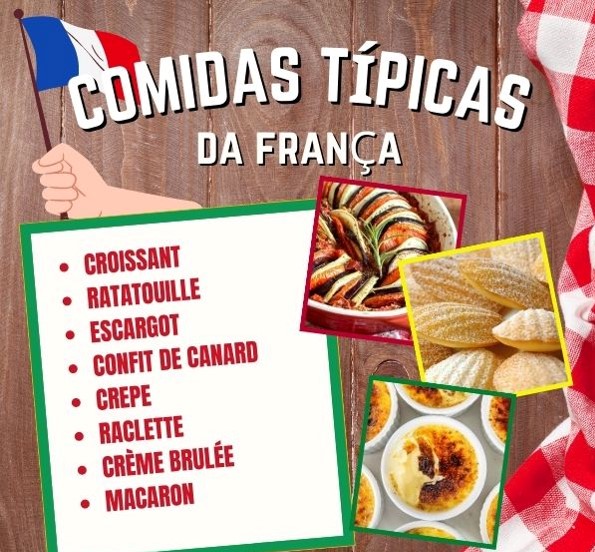 COMIDAS TÍPICAS
DA FRANÇA
• CROISSANT
• RATATOUILLE
• ESCARGOT
• CONFIT DE CANARD
• CREPE
• RACLETTE
• CRÈME BRULÉE
• MACARON